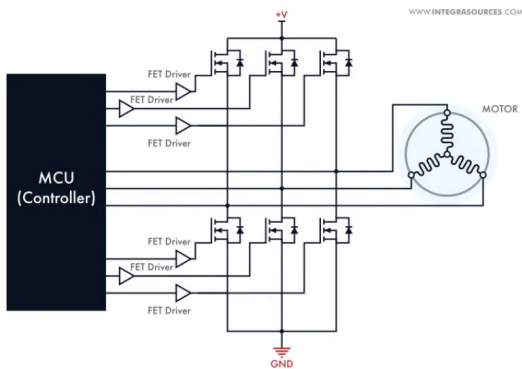 WWW.INTEGRASOURCES.COM
+V
FET Driver
FET Driver
FET Driver
MOTOR
MCU
(Controller)
FET Driver
FET Driver
FET Driver
GND